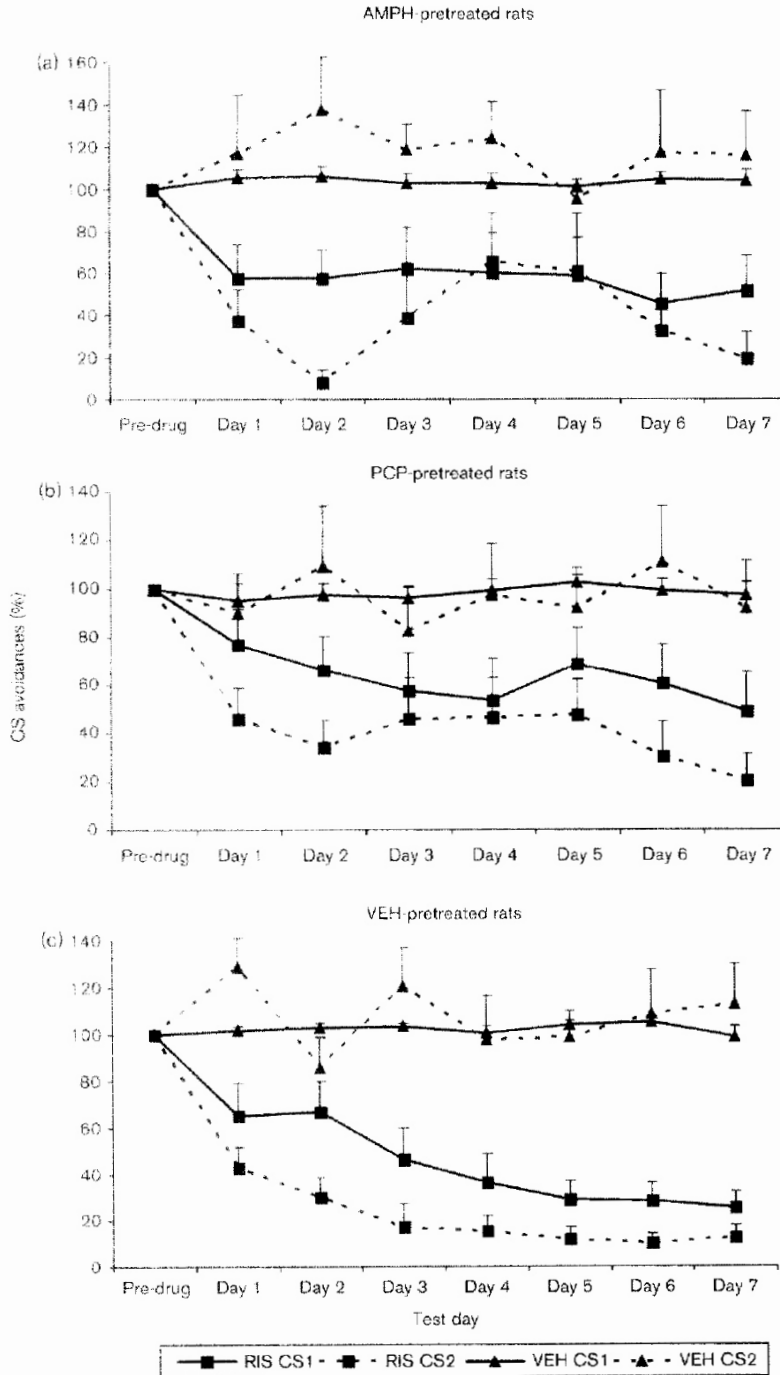 AMPH-pretreated rats
(a) 160
140
120
100
80
60
40
20
0
Pre-drug Day 1 Day 2 Day 3 Day 4 Day 5 Day 6 Day 7
PCP-pretreated rats
(b) 140
120
100
80
60
40
20
0
CS avoidances (%)
Pre-drug Day 1 Day 2 Day 3 Day 4 Day 5 Day 6 Day 7
VEH-pretreated rats
(c) 140
120
100
80
60
40
20
0
Pre-drug Day 1 Day 2 Day 3 Day 4 Day 5 Day 6 Day 7
Test day
RIS CS1 RIS CS2 VEH CS1 VEH CS2